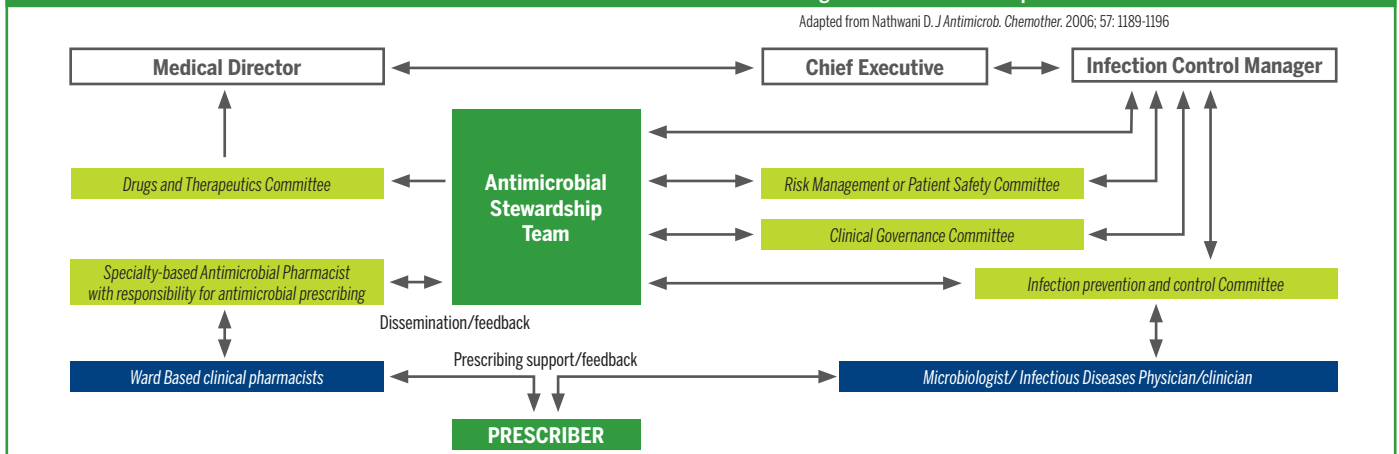 Adapted from Nathwani D. J Antimicrob. Chemother. 2006; 57: 1189-1196
Medical Director
Chief Executive
Infection Control Manager
Drugs and Therapeutics Committee
Antimicrobial
Stewardship
Team
Risk Management or Patient Safety Committee
Clinical Governance Committee
Specialty-based Antimicrobial Pharmacist
with responsibility for antimicrobial prescribing
Infection prevention and control Committee
Dissemination/feedback
Prescribing support/feedback
Ward Based clinical pharmacists
Microbiologist/ Infectious Diseases Physician/clinician
PRESCRIBER